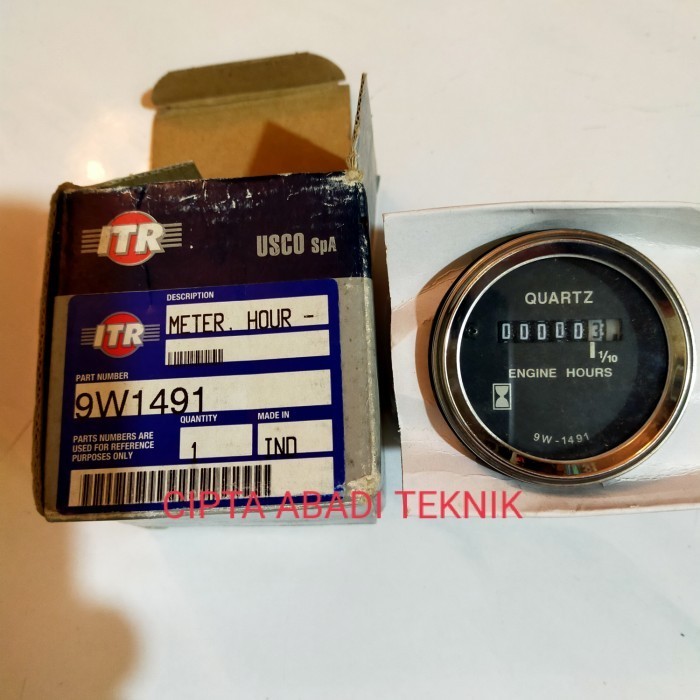 ITR
USCO SpA
ITR
DESCRIPTION
METER, HOUR -
PART NUMBER
9W1491
PARTS NUMBERS ARE
USED FOR REFERENCE
PURPOSES ONLY
QUANTITY
1
MADE IN
IND
QUARTZ
000003
1/10
ENGINE HOURS
9W-1491
CIPTA ABADI TEKNIK